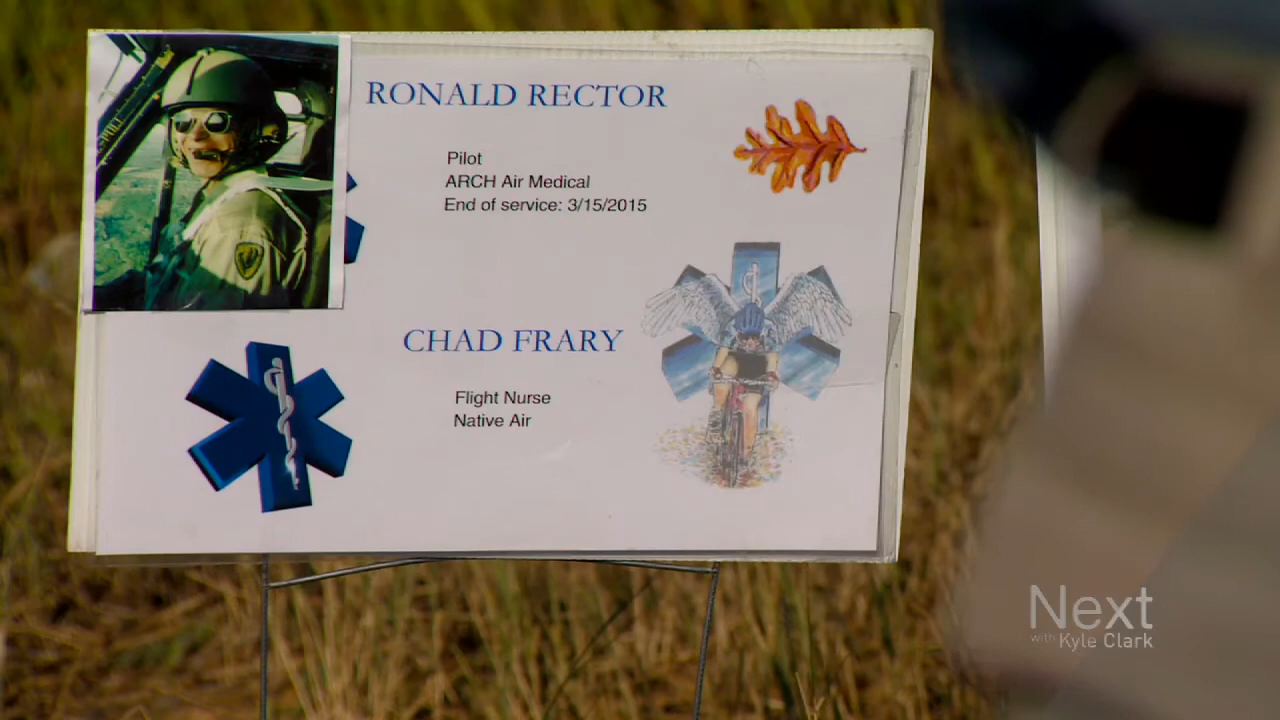 RONALD RECTOR
Pilot
ARCH Air Medical
End of service: 3/15/2015
CHAD FRARY
Flight Nurse
Native Air
Next
with Kyle Clark